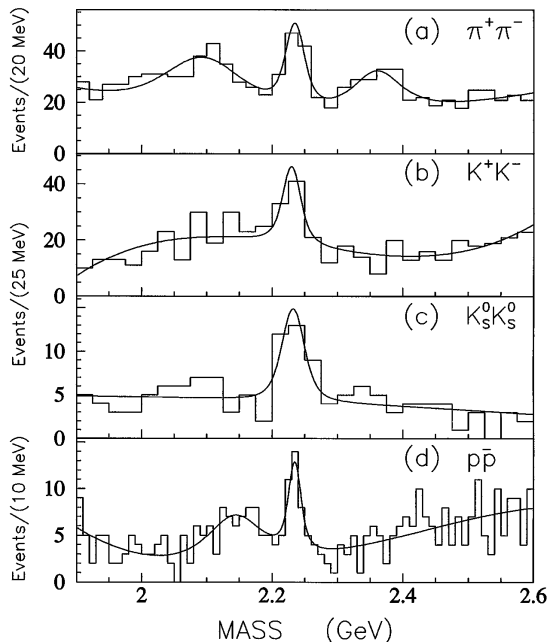 (a) π⁺π⁻
40
20
0
Events/(20 MeV)
(b) K⁺K⁻
40
20
0
Events/(25 MeV)
(c) K⁰ₛK⁰ₛ
10
5
0
(d) pp̄
10
5
0
Events/(10 MeV)
2 2.2 2.4 2.6
MASS (GeV)